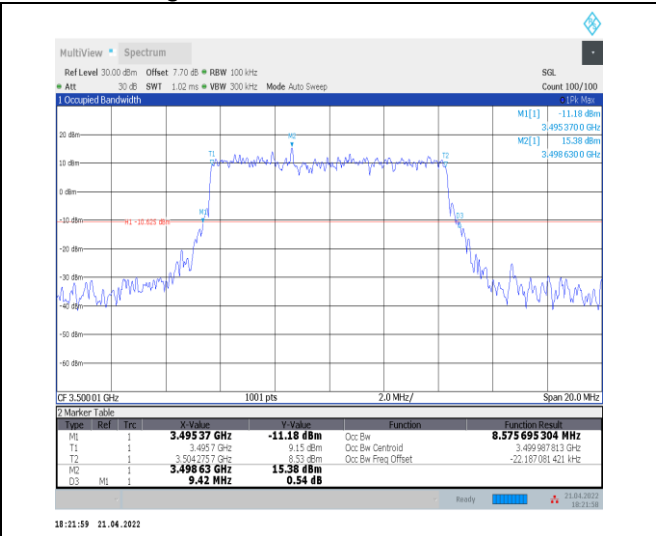 MultiView Spectrum
Ref Level 30.00 dBm Offset 7.70 dB RBW 100 kHz SGL
Att 30 dB SWT 1.02 ms VBW 300 kHz Mode Auto Sweep Count 100/100
1 Occupied Bandwidth 1Pk Max
M1[1] -11.18 dBm
3.4953700 GHz
M2[1] 15.38 dBm
3.4986300 GHz
20 dBm
M2
T1
T2
10 dBm
0 dBm
M1
D3
-10 dBm
H1 -10.625 dBm
-20 dBm
-30 dBm
-40 dBm
-50 dBm
-60 dBm
CF 3.50001 GHz 1001 pts 2.0 MHz/ Span 20.0 MHz
2 Marker Table
Type Ref Trc X-Value Y-Value Function Function Result
M1 1 3.49537 GHz -11.18 dBm Occ Bw 8.575695304 MHz
T1 1 3.4957 GHz 9.15 dBm Occ Bw Centroid 3.499987813 GHz
T2 1 3.5042757 GHz 8.53 dBm Occ Bw Freq Offset -22.187081421 kHz
M2 1 3.49863 GHz 15.38 dBm
D3 M1 1 9.42 MHz 0.54 dB
Ready 21.04.2022
18:21:58
18:21:59 21.04.2022